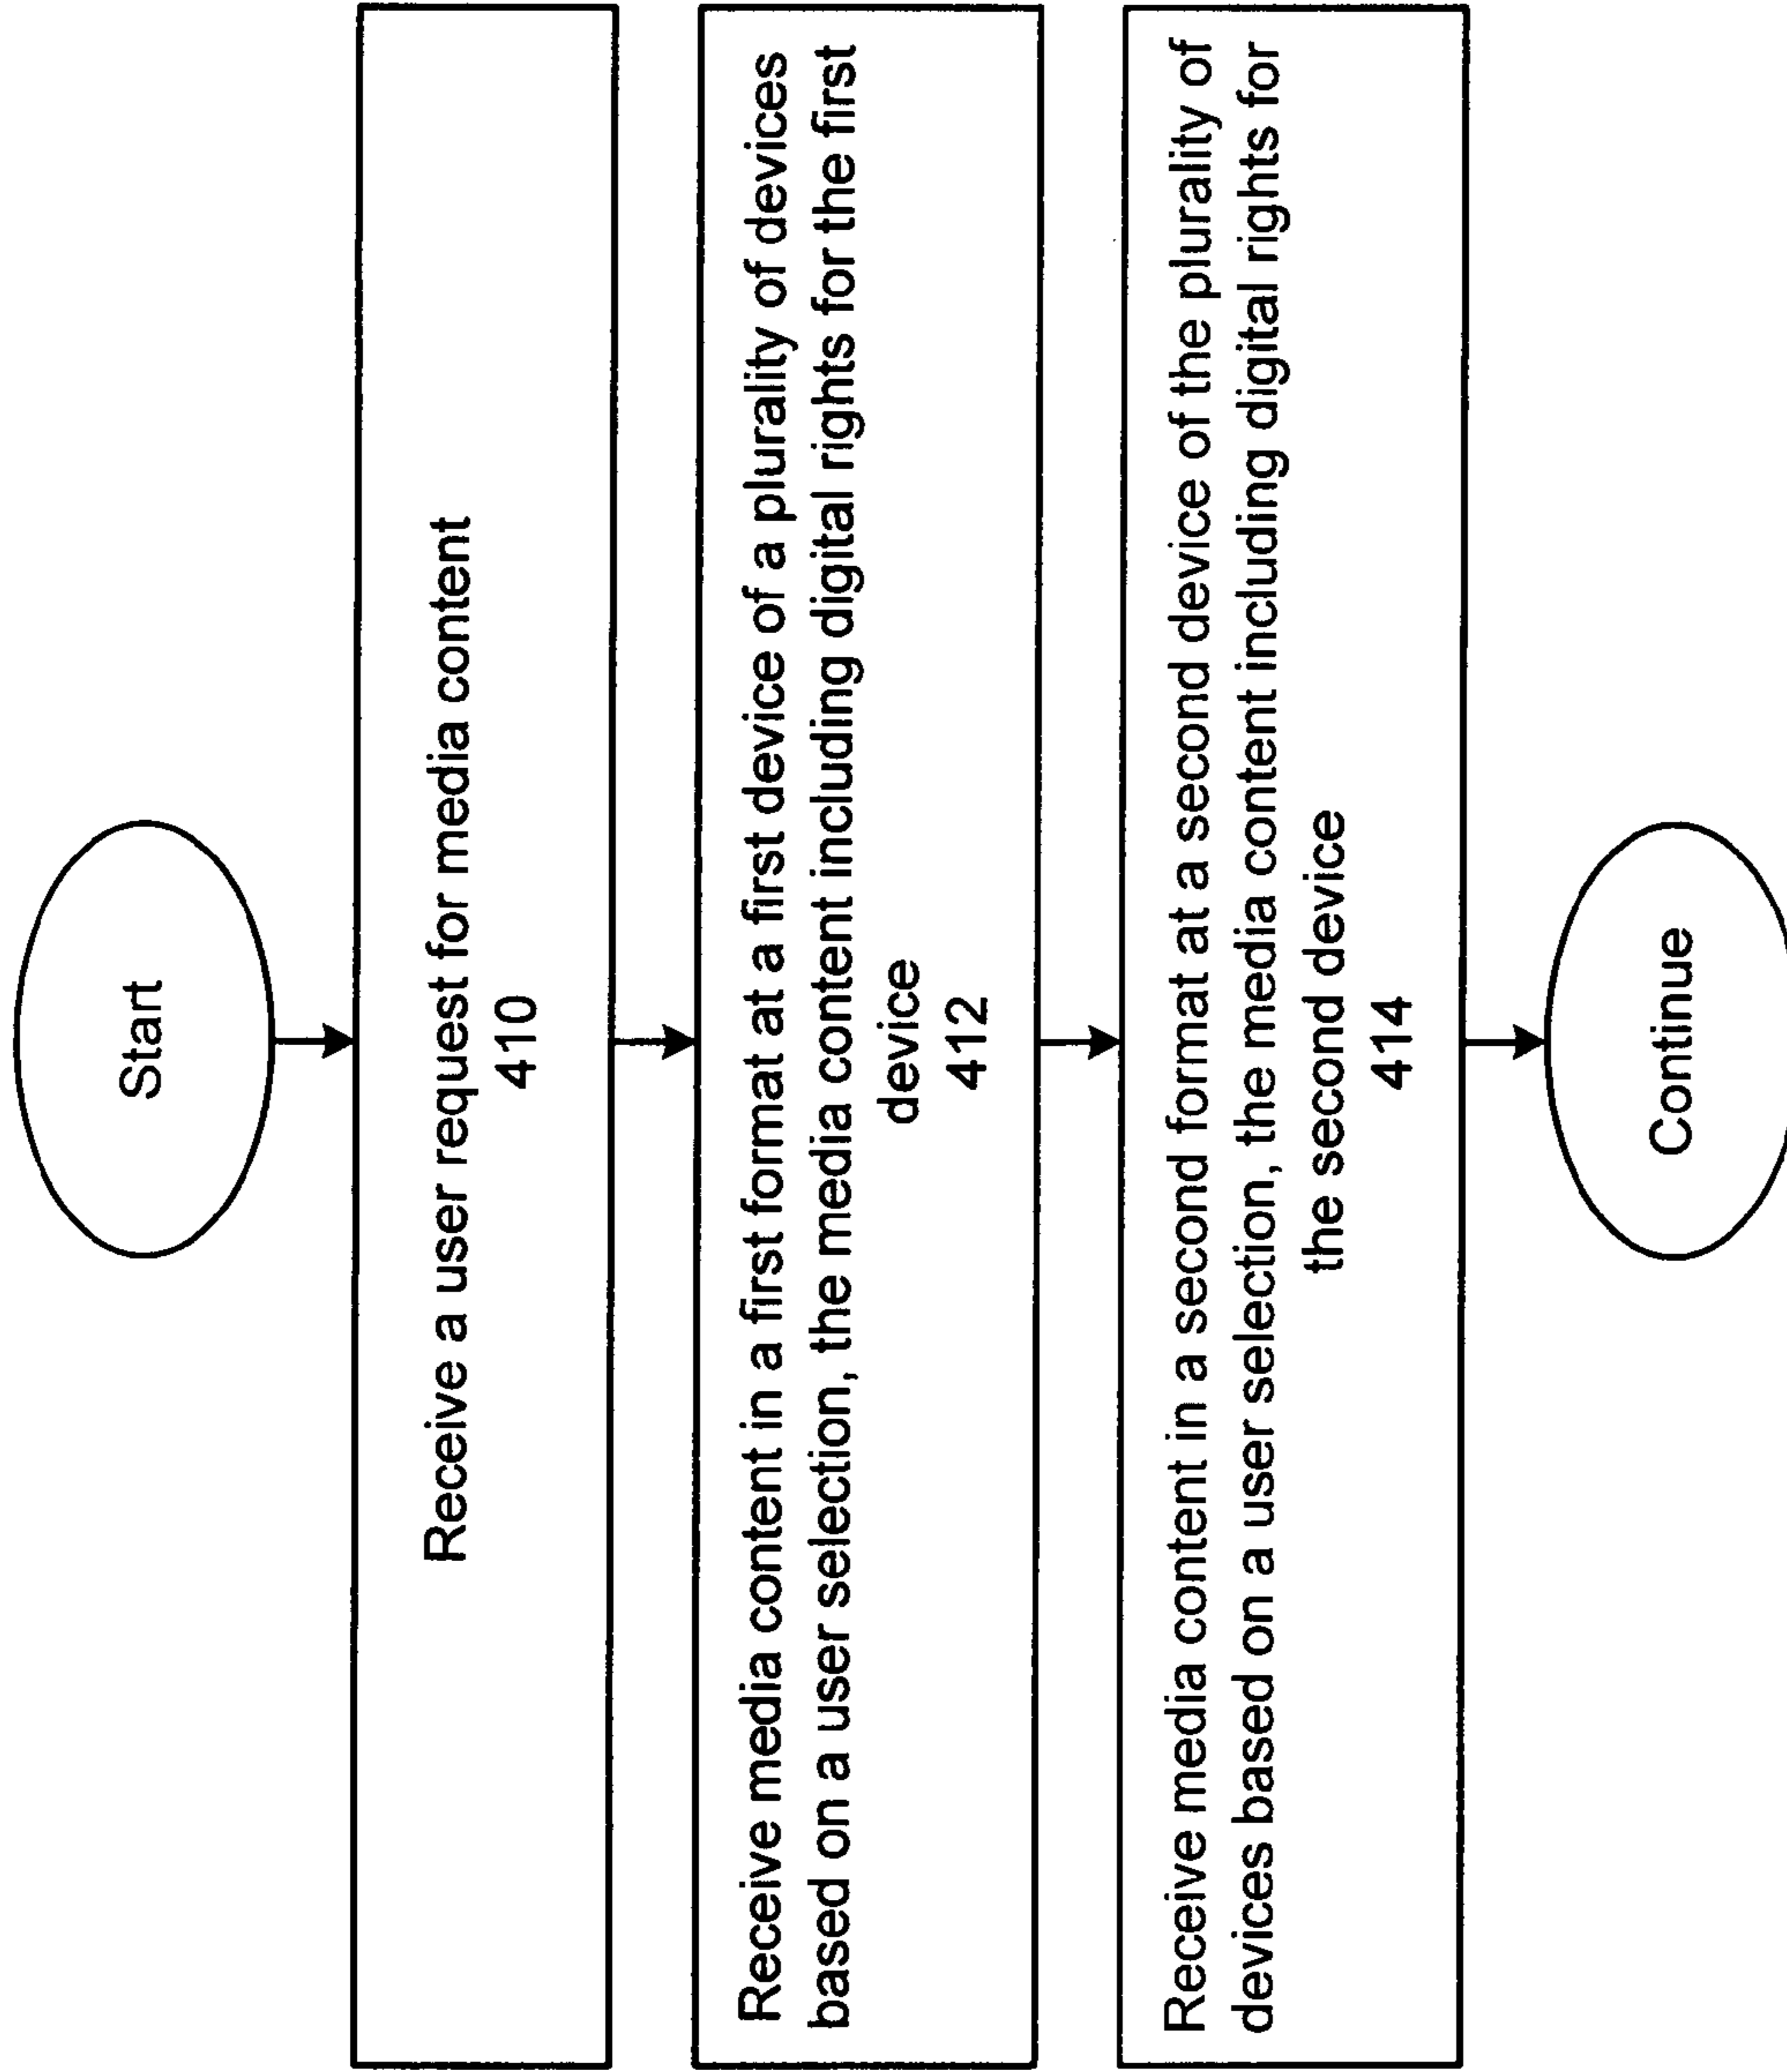 Start
Receive a user request for media content
410
Receive media content in a first format at a first device of a plurality of devices
based on a user selection, the media content including digital rights for the first
device
412
Receive media content in a second format at a second device of the plurality of
devices based on a user selection, the media content including digital rights for
the second device
414
Continue